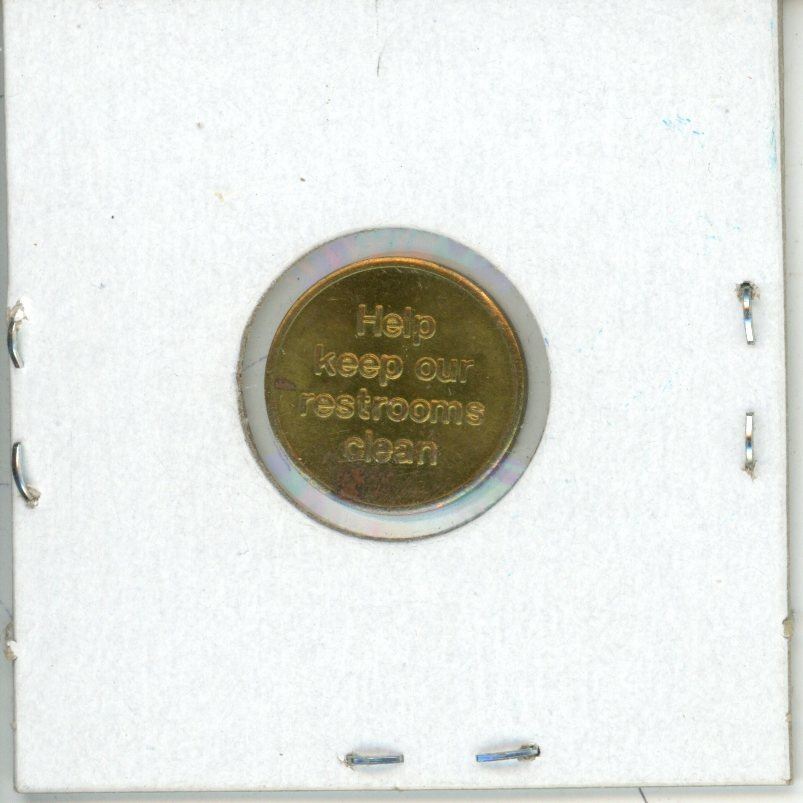 Help
keep our
restrooms
clean